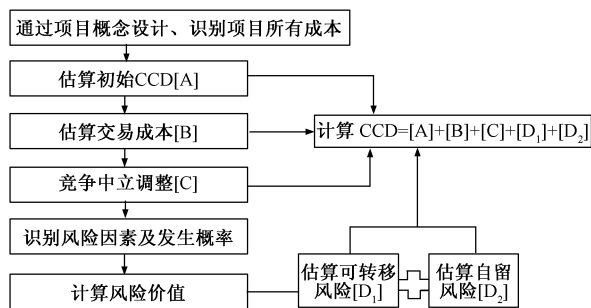 通过项目概念设计、识别项目所有成本
估算初始CCD[A]
估算交易成本[B]
计算 CCD=[A]+[B]+[C]+[D₁]+[D₂]
竞争中立调整[C]
识别风险因素及发生概率
计算风险价值
估算可转移
风险[D₁]
估算自留
风险[D₂]